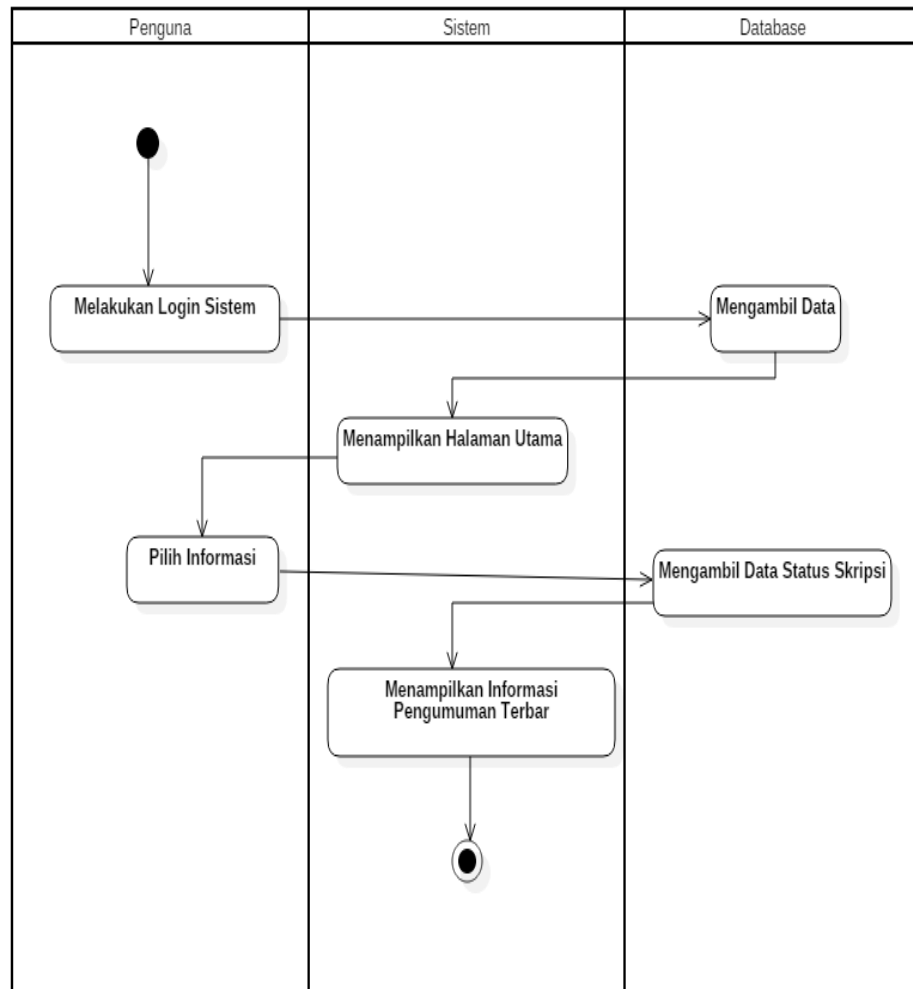 Penguna
Sistem
Database
Melakukan Login Sistem
Mengambil Data
Menampilkan Halaman Utama
Pilih Informasi
Mengambil Data Status Skripsi
Menampilkan Informasi
Pengumuman Terbar